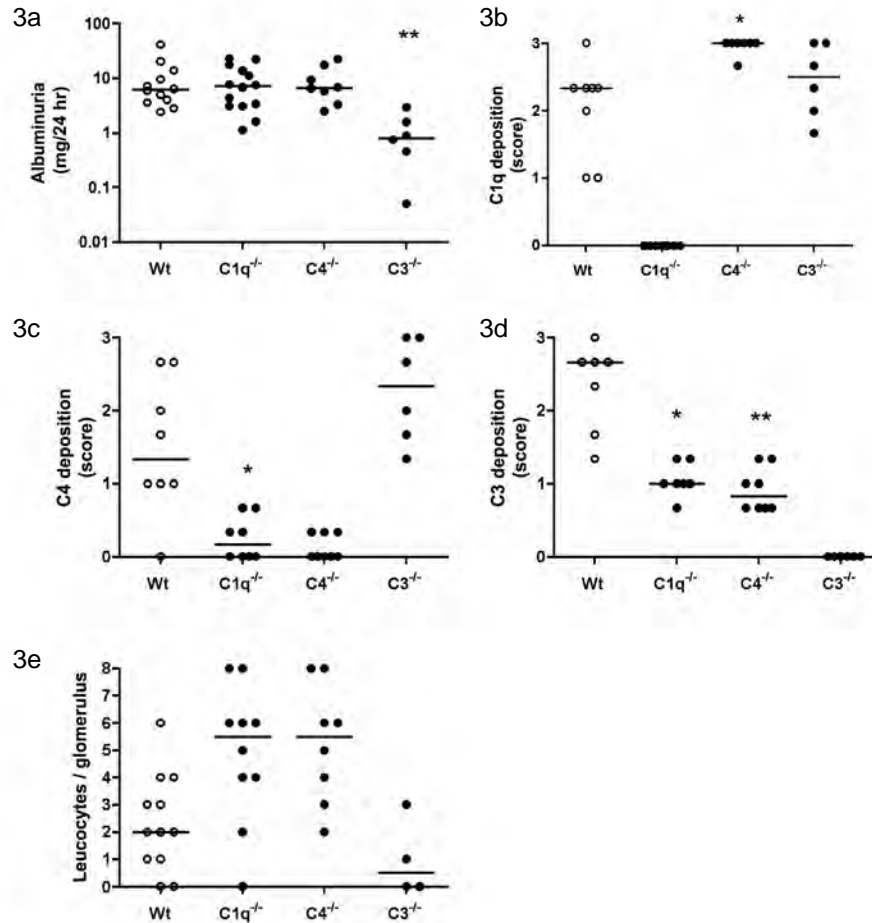 3a
100
10
1
0.1
0.01
Albuminuria
(mg/24 hr)
**
Wt C1q-/- C4-/- C3-/-
3b
3
2
1
0
C1q deposition
(score)
*
Wt C1q-/- C4-/- C3-/-
3c
3
2
1
0
C4 deposition
(score)
*
Wt C1q-/- C4-/- C3-/-
3d
3
2
1
0
C3 deposition
(score)
* **
Wt C1q-/- C4-/- C3-/-
3e
8
7
6
5
4
3
2
1
0
Leucocytes / glomerulus
Wt C1q-/- C4-/- C3-/-